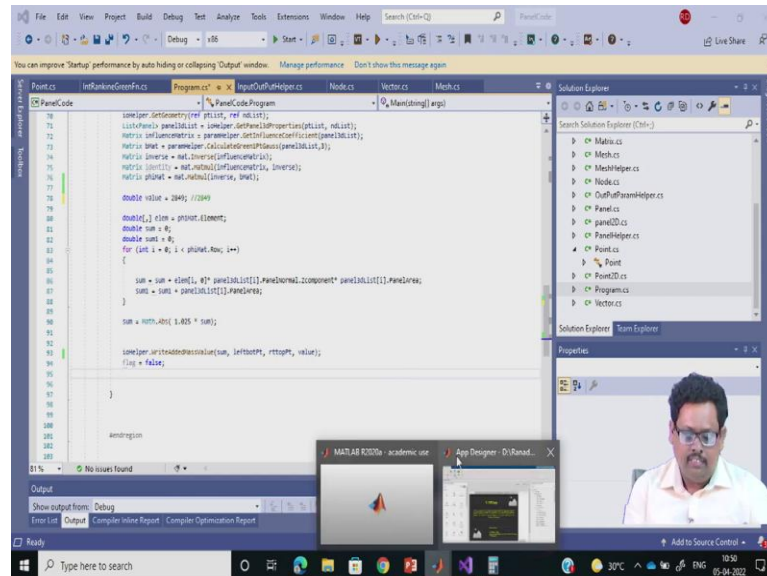 File Edit View Project Build Debug Test Analyze Tools Extensions Window Help Search (Ctrl+Q) PanelCode RD
Debug x86 Start Live Share
You can improve 'Startup' performance by auto hiding or collapsing 'Output' window. Manage performance Don't show this message again
Server Explorer
Toolbox
Point.cs IntRankineGreenFn.cs Program.cs* InputOutPutHelper.cs Node.cs Vector.cs Mesh.cs
PanelCode PanelCode.Program Main(string[] args)
ioHelper.GetGeometry(ref ptList, ref ndList);
List<Panel> panel3dList = ioHelper.GetPanel3dProperties(ptList, ndList);
Matrix influenceMatrix = paramHelper.GetInfluenceCoefficient(panel3dList);
Matrix bMat = paramHelper.CalculateGreen1PtGauss(panel3dList,3);
Matrix inverse = mat.Inverse(influenceMatrix);
Matrix identity = mat.Matmul(influenceMatrix, inverse);
Matrix phiMat = mat.Matmul(inverse, bMat);
double value = 2849; //2849
double[,] elem = phiMat.Element;
double sum = 0;
double sum1 = 0;
for (int i = 0; i < phiMat.Row; i++)
{
sum = sum + elem[i, 0]* panel3dList[i].PanelNormal.Zcomponent* panel3dList[i].PanelArea;
sum1 = sum1 + panel3dList[i].PanelArea;
}
sum = Math.Abs( 1.025 * sum);
ioHelper.WriteAddedMassValue(sum, leftbotPt, rttopPt, value);
flag = false;
}
#endregion
81% No issues found
Output
Show output from: Debug
Error List Output Compiler Inline Report Compiler Optimization Report
Ready
Solution Explorer
Search Solution Explorer (Ctrl+;)
Matrix.cs
Mesh.cs
MeshHelper.cs
Node.cs
OutPutParamHelper.cs
Panel.cs
panel2D.cs
PanelHelper.cs
Point.cs
Point
Point2D.cs
Program.cs
Vector.cs
Solution Explorer Team Explorer
Properties
MATLAB R2020a - academic use
App Designer - D:\Ranad...
Add to Source Control
Type here to search
30°C ENG 10:50
05-04-2022